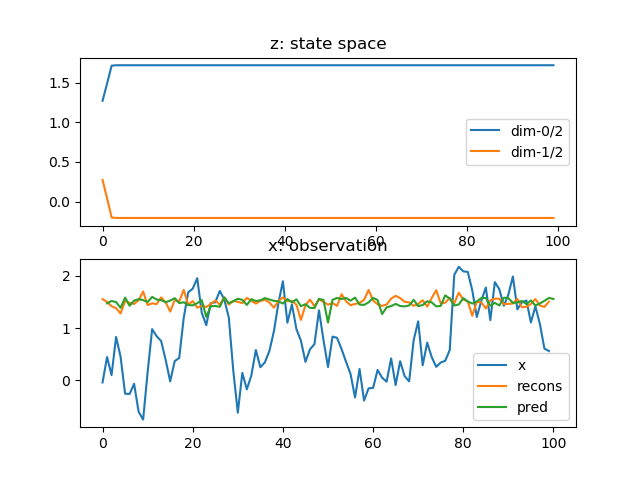 z: state space
1.5
1.0
0.5
0.0
dim-0/2
dim-1/2
0 20 40 60 80 100
x: observation
2
1
0
x
recons
pred
0 20 40 60 80 100